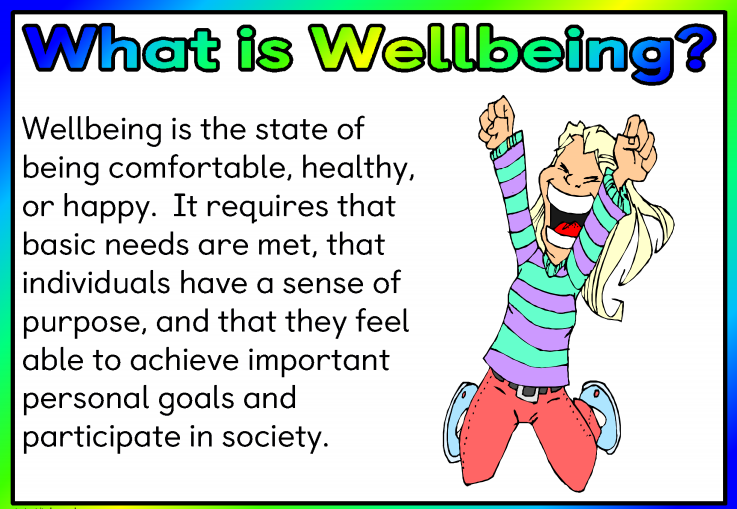 What is Wellbeing?
Wellbeing is the state of
being comfortable, healthy,
or happy.  It requires that
basic needs are met, that
individuals have a sense of
purpose, and that they feel
able to achieve important
personal goals and
participate in society.